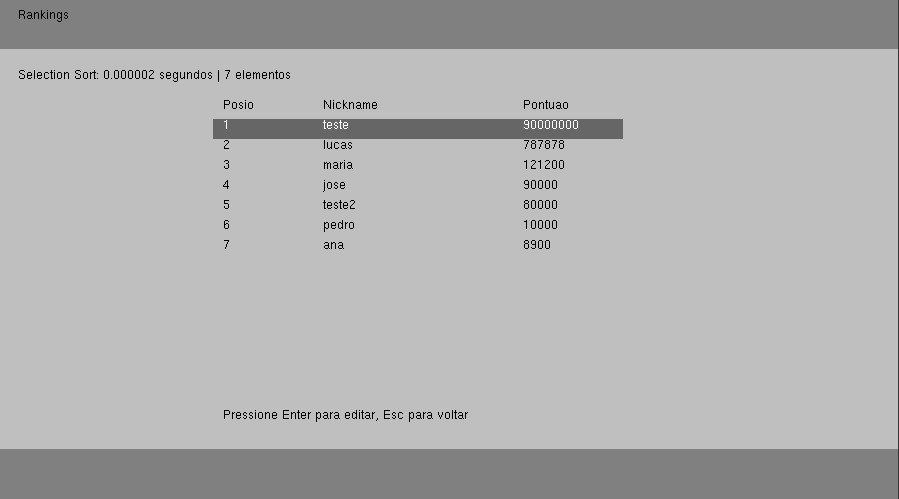 Rankings
Selection Sort: 0.000002 segundos | 7 elementos
Posio Nickname Pontuao
1 teste 90000000
2 lucas 787878
3 maria 121200
4 jose 90000
5 teste2 80000
6 pedro 10000
7 ana 8900
Pressione Enter para editar, Esc para voltar